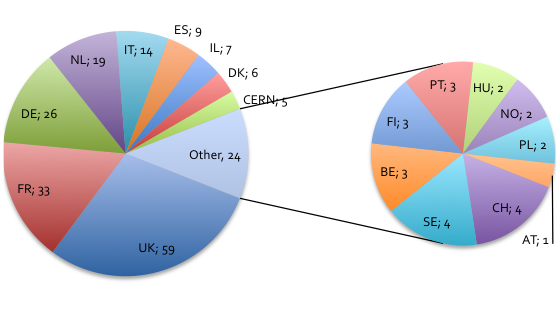 ES; 9
IT; 14
IL; 7
NL; 19
DK; 6
CERN; 5
DE; 26
Other, 24
FR; 33
UK; 59
PT; 3
HU; 2
NO; 2
FI; 3
PL; 2
BE; 3
CH; 4
SE; 4
AT; 1